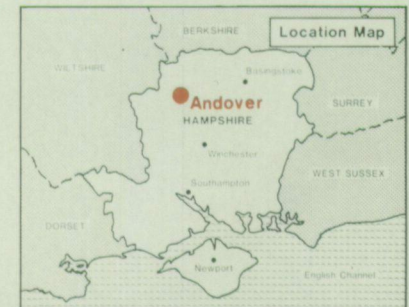 Location Map
BERKSHIRE
WILTSHIRE
Basingstoke
Andover
HAMPSHIRE
SURREY
Winchester
WEST SUSSEX
Southampton
DORSET
Newport
English Channel